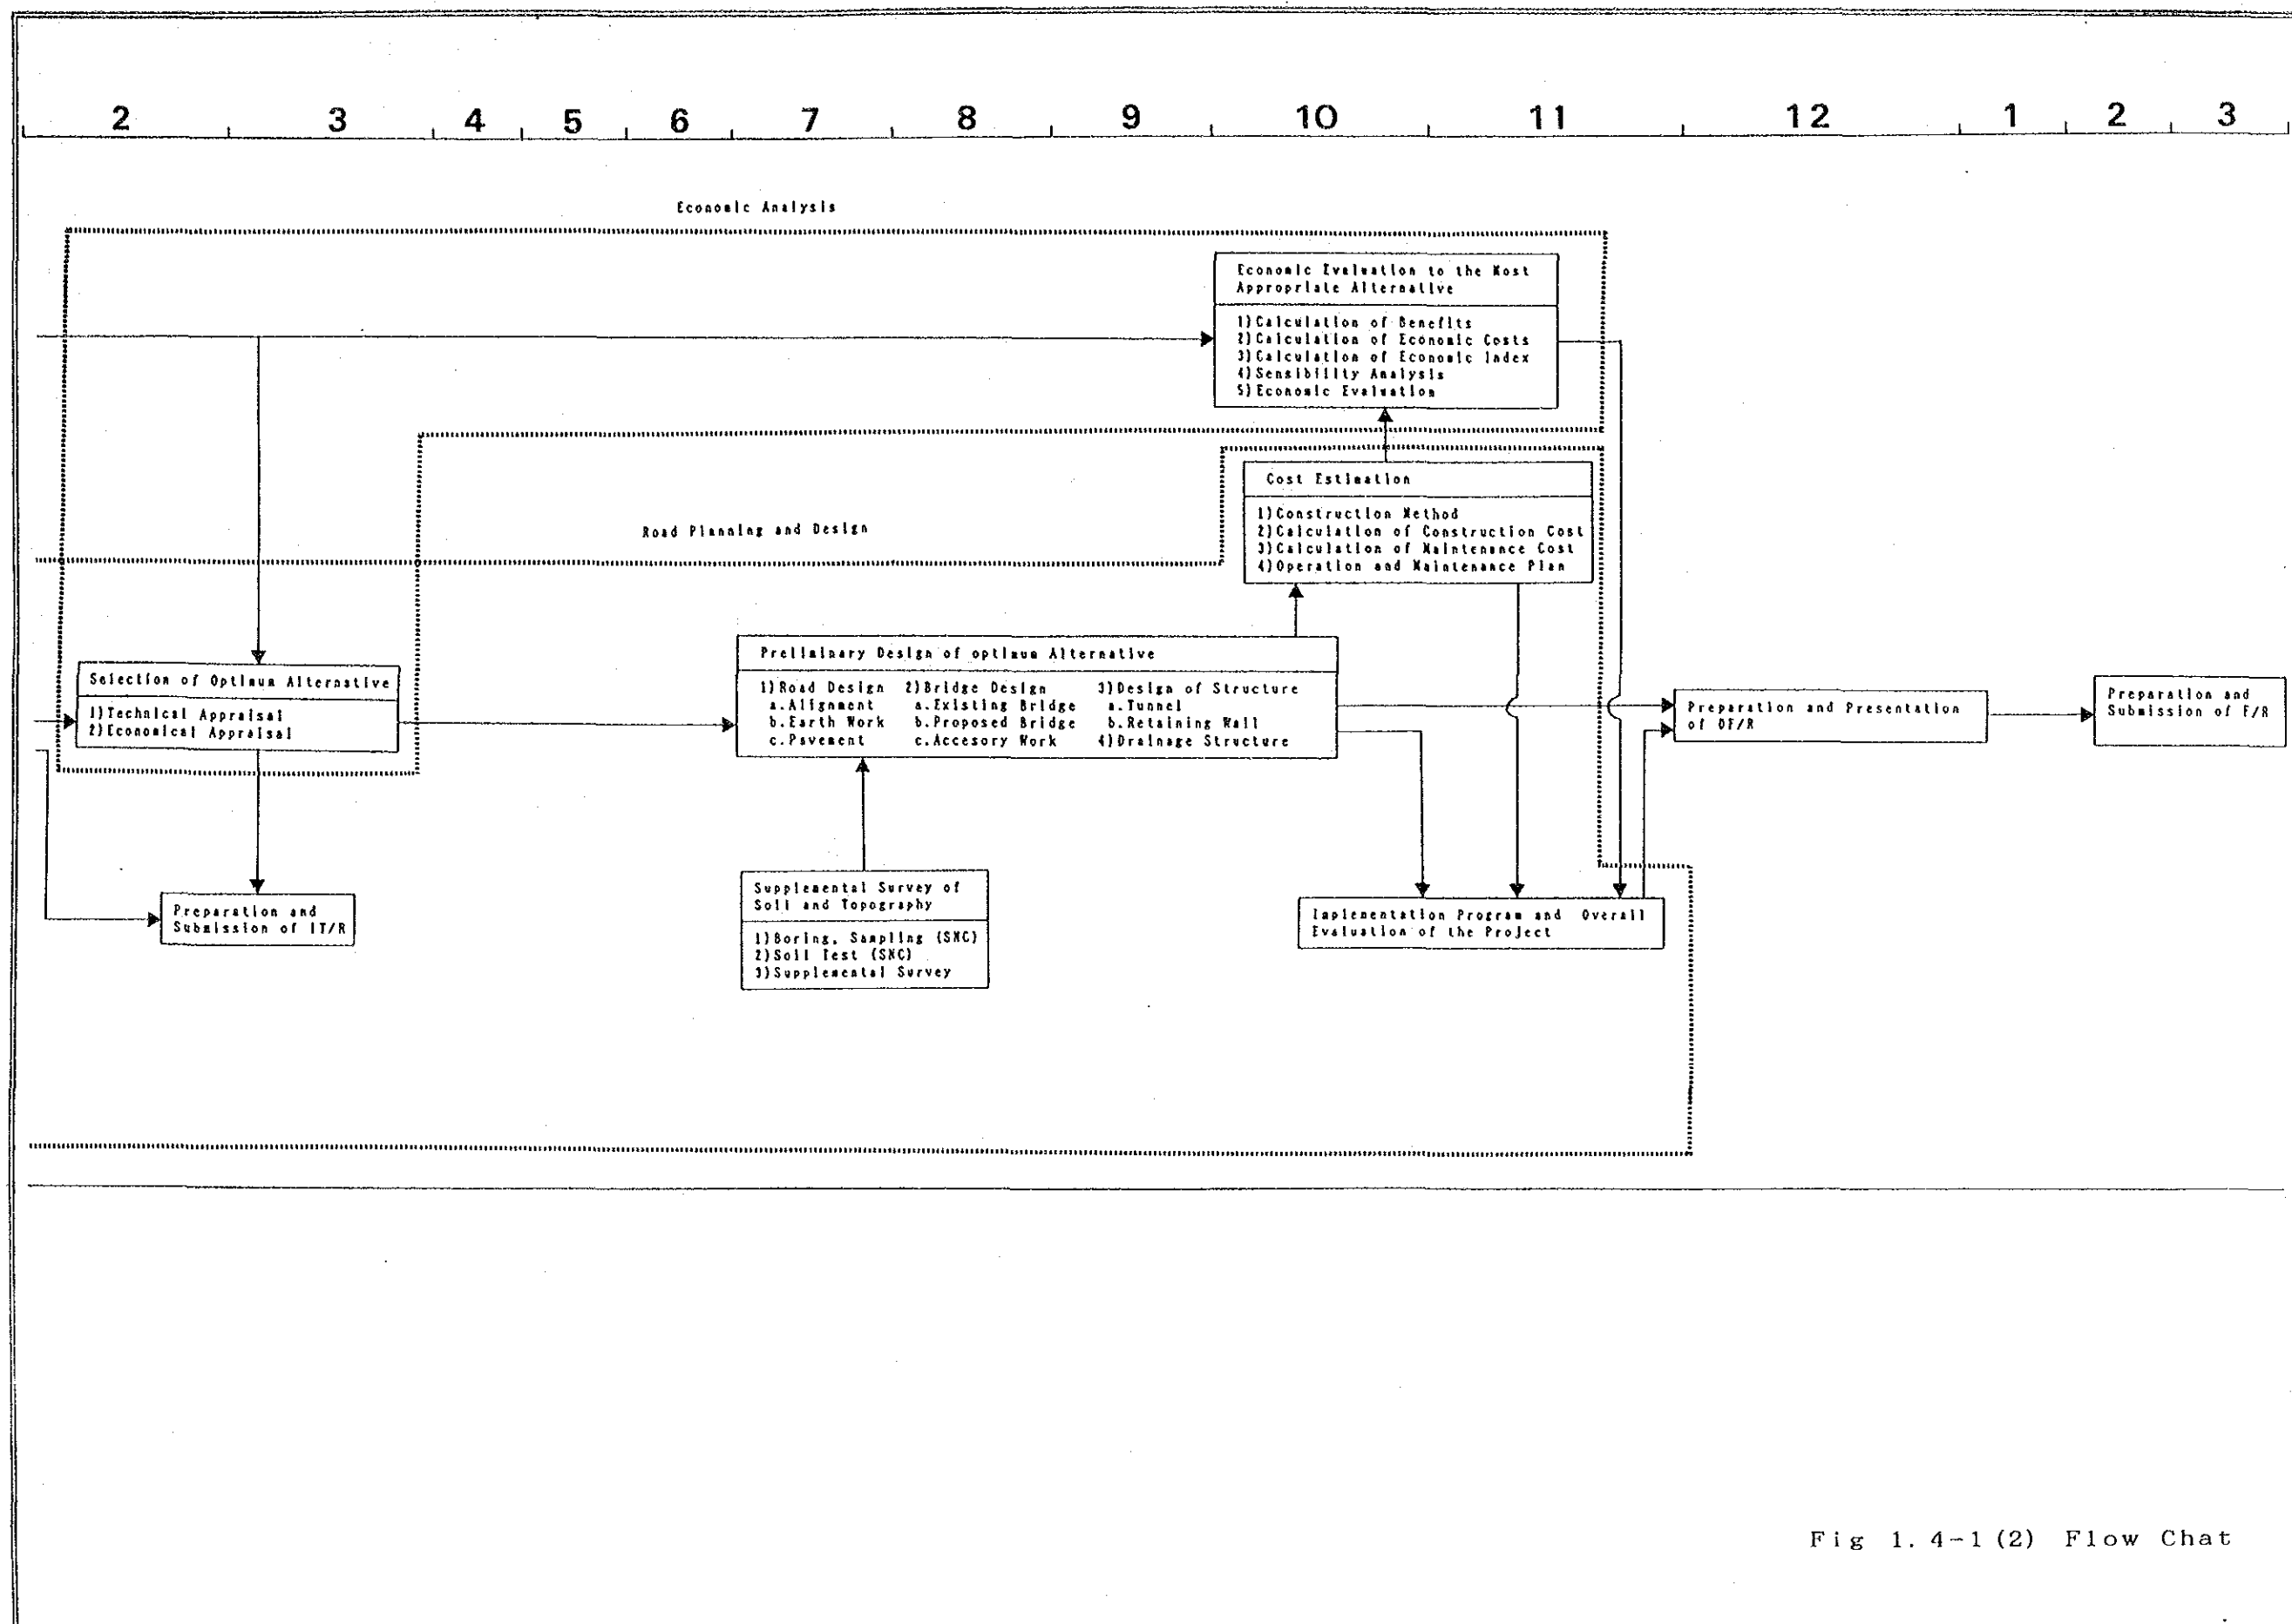 2 3 4 5 6 7 8 9 10 11 12 1 2 3
Economic Analysis
Economic Evaluation to the Most
Appropriate Alternative
1)Calculation of Benefits
2)Calculation of Economic Costs
3)Calculation of Economic Index
4)Sensibility Analysis
5)Economic Evaluation
Cost Estimation
1)Construction Method
2)Calculation of Construction Cost
3)Calculation of Maintenance Cost
4)Operation and Maintenance Plan
Road Planning and Design
Selection of Optimum Alternative
1)Technical Appraisal
2)Economical Appraisal
Preliminary Design of optimum Alternative
1)Road Design 2)Bridge Design 3)Design of Structure
a.Alignment a.Existing Bridge a.Tunnel
b.Earth Work b.Proposed Bridge b.Retaining Wall
c.Pavement c.Accesory Work 4)Drainage Structure
Preparation and Presentation
of DF/R
Preparation and
Submission of F/R
Preparation and
Submission of IT/R
Supplemental Survey of
Soil and Topography
1)Boring, Sampling (SNC)
2)Soil Test (SNC)
3)Supplemental Survey
Implementation Program and Overall
Evaluation of the Project
Fig 1.4-1(2) Flow Chat